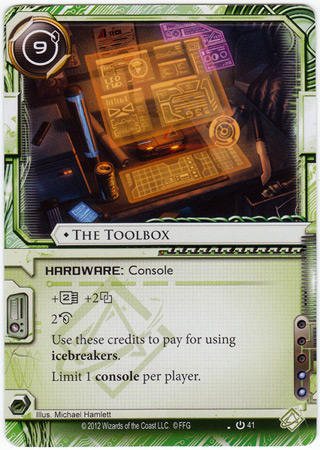 9
THE TOOLBOX
HARDWARE: Console
+2 +2
2
Use these credits to pay for using
icebreakers.
Limit 1 console per player.
Illus. Michael Hamlett
© 2012 Wizards of the Coast LLC. © FFG
41